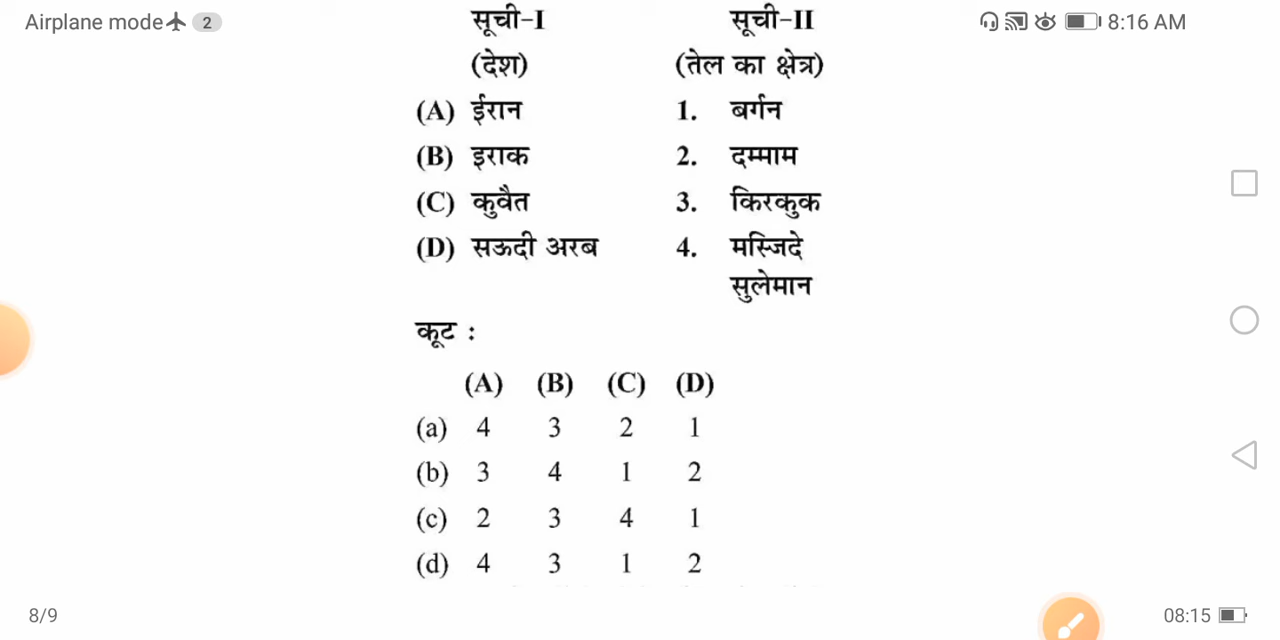 Airplane mode 2 8:16 AM
सूची-I सूची-II
(देश) (तेल का क्षेत्र)
(A) ईरान 1. बर्गन
(B) इराक 2. दम्माम
(C) कुवैत 3. किरकुक
(D) सऊदी अरब 4. मस्जिदे
सुलेमान
कूट :
(A) (B) (C) (D)
(a) 4 3 2 1
(b) 3 4 1 2
(c) 2 3 4 1
(d) 4 3 1 2
8/9 08:15